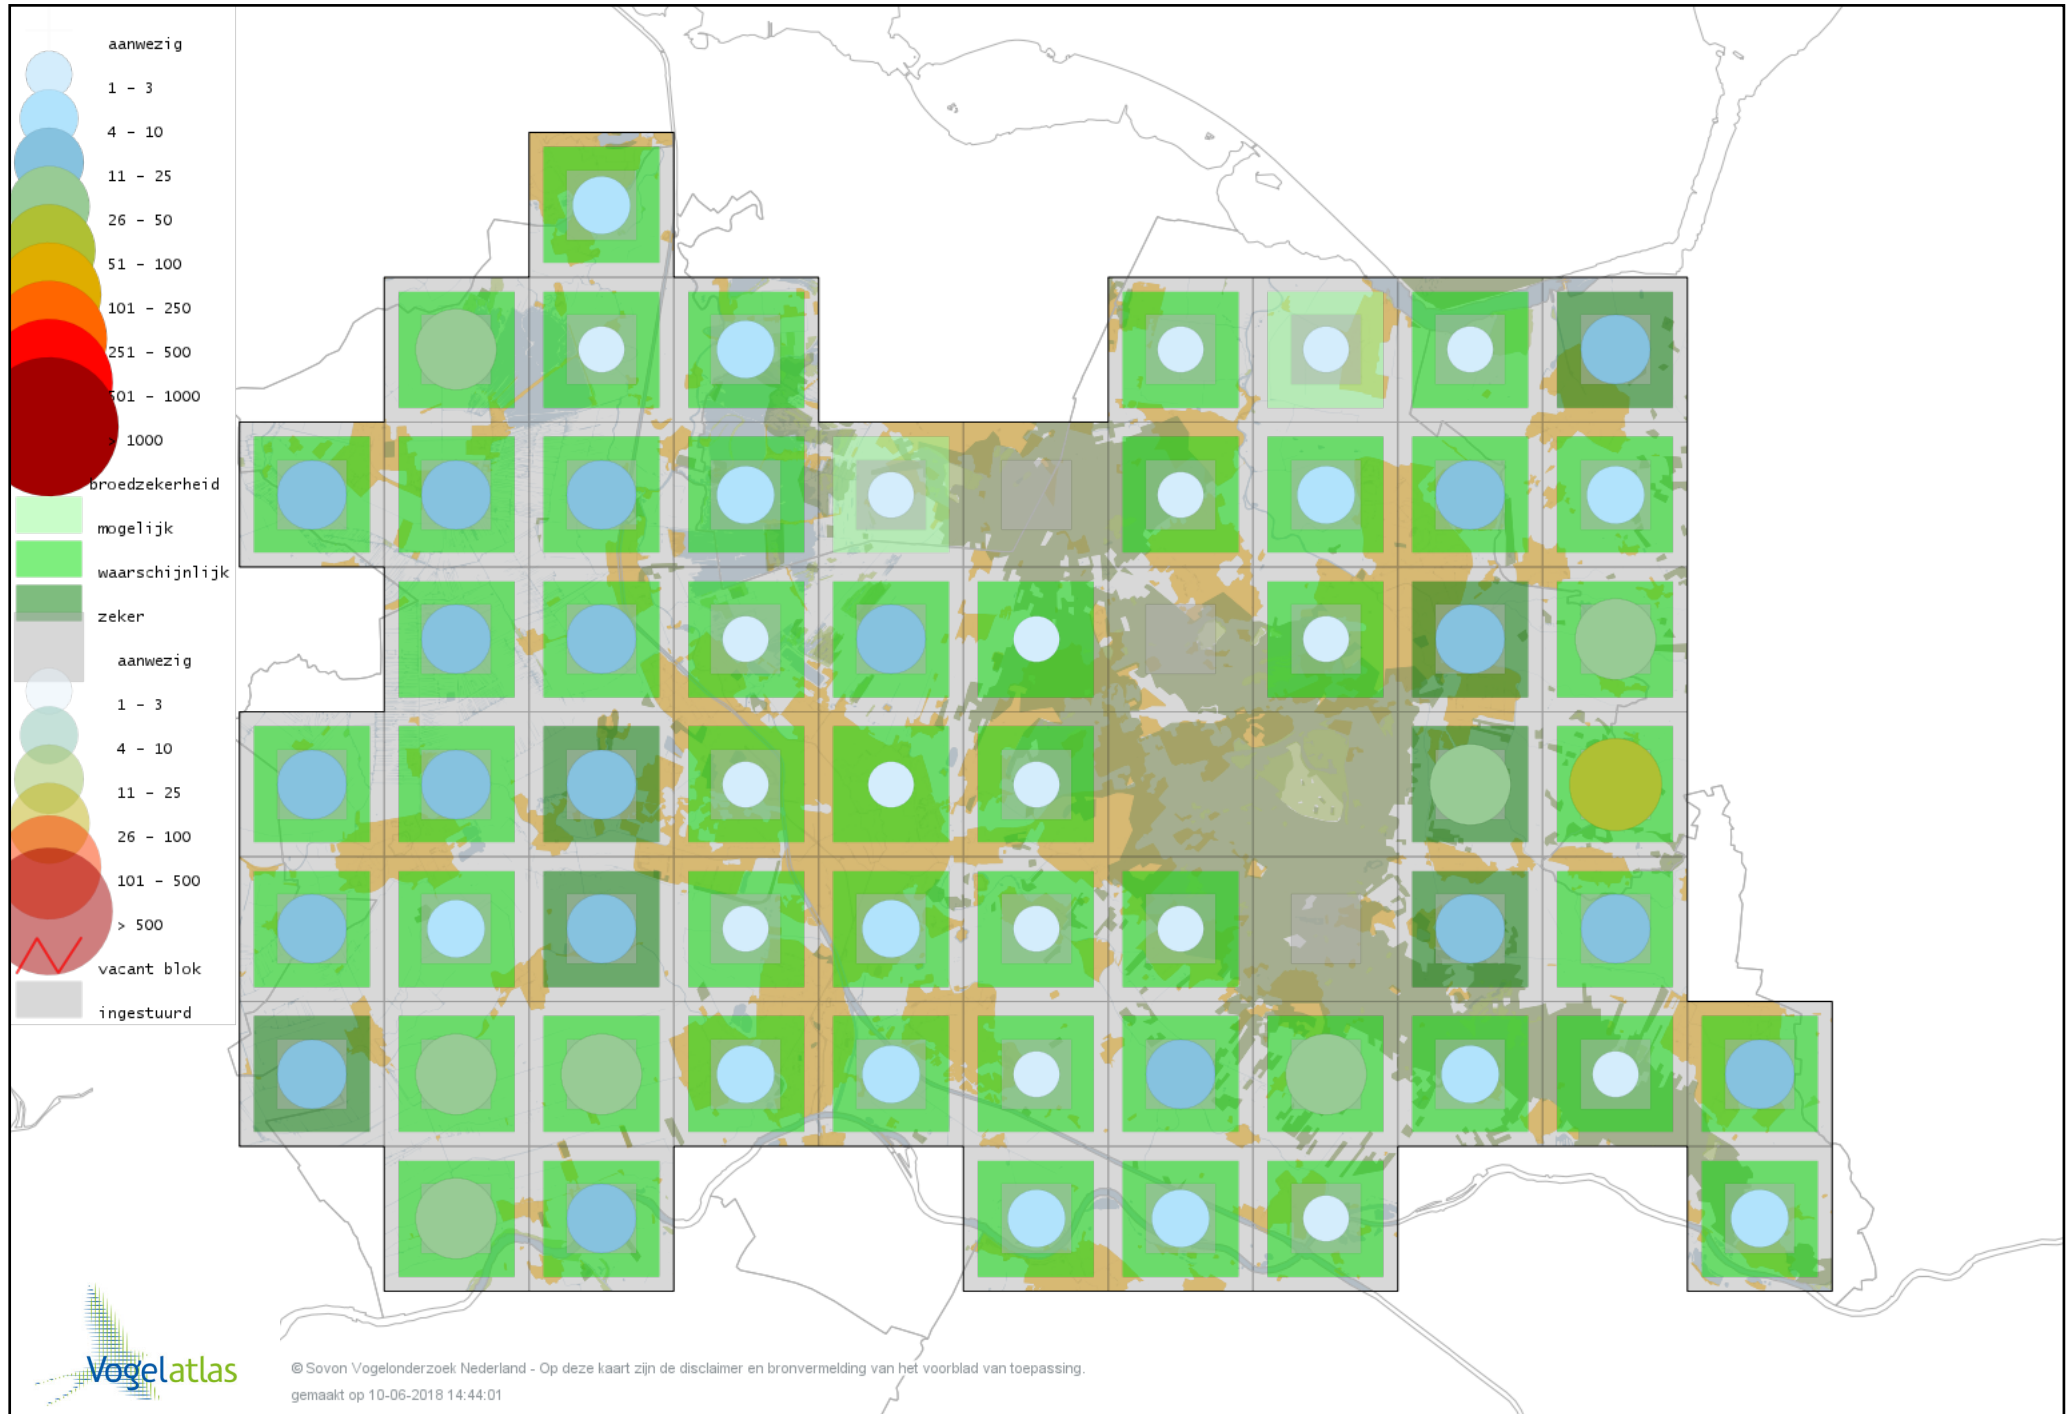 aanwezig
1 - 3
4 - 10
11 - 25
26 - 50
51 - 100
101 - 250
251 - 500
501 - 1000
> 1000
broedzekerheid
mogelijk
waarschijnlijk
zeker
aanwezig
1 - 3
4 - 10
11 - 25
26 - 100
101 - 500
> 500
vacant blok
ingestuurd
Vogelatlas
© Sovon Vogelonderzoek Nederland - Op deze kaart zijn de disclaimer en bronvermelding van het voorblad van toepassing.
gemaakt op 10-06-2018 14:44:01